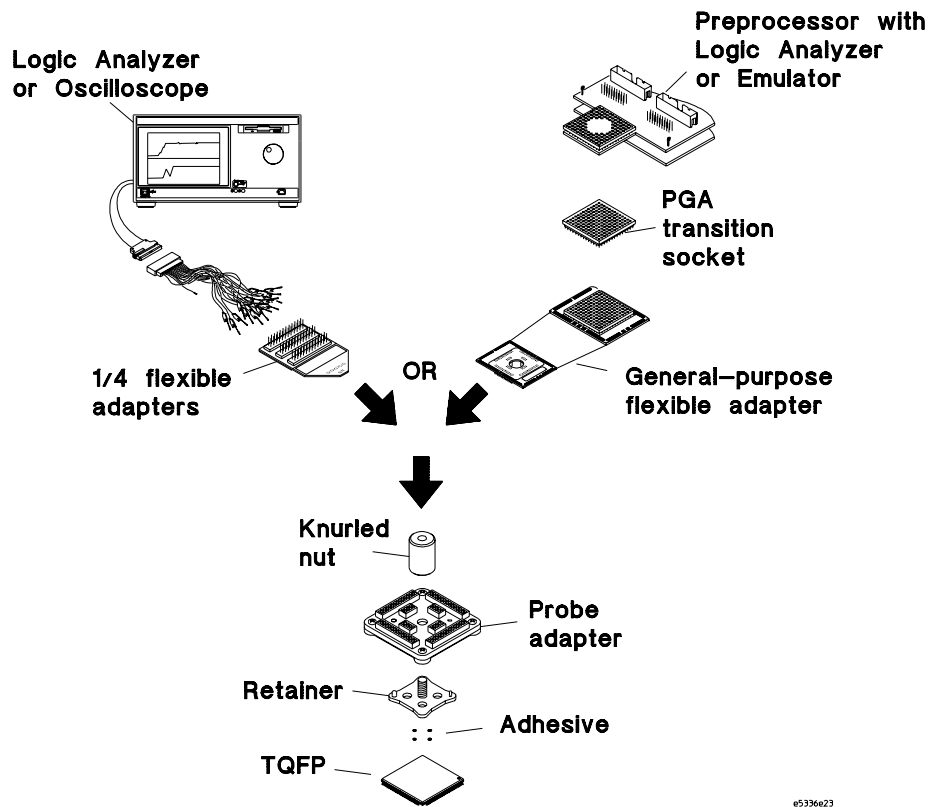 Logic Analyzer
or Oscilloscope
Preprocessor with
Logic Analyzer
or Emulator
PGA
transition
socket
1/4 flexible
adapters
OR
General-purpose
flexible adapter
Knurled
nut
Probe
adapter
Retainer
Adhesive
TQFP
e5336e23